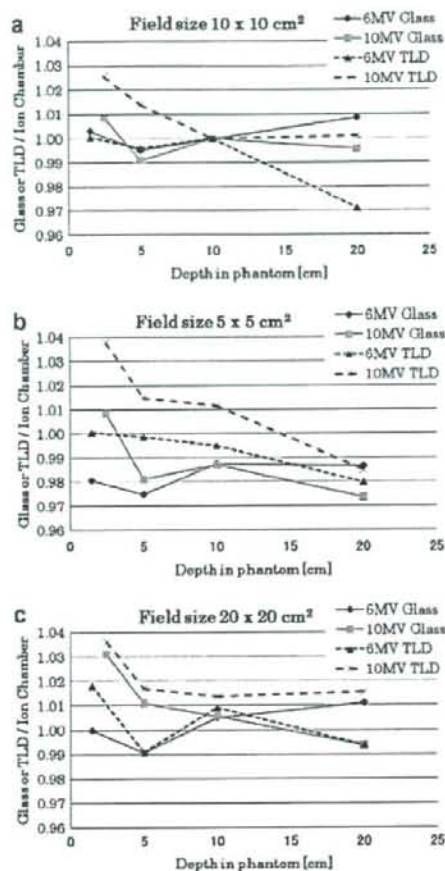 a
Field size 10 x 10 cm²
6MV Glass
10MV Glass
6MV TLD
10MV TLD
Glass or TLD / Ion Chamber
1.04
1.03
1.02
1.01
1.00
0.99
0.98
0.97
0.96
0 5 10 15 20 25
Depth in phantom [cm]
b
Field size 5 x 5 cm²
6MV Glass
10MV Glass
6MV TLD
10MV TLD
Glass or TLD / Ion Chamber
1.04
1.03
1.02
1.01
1.00
0.99
0.98
0.97
0.96
0 5 10 15 20 25
Depth in phantom [cm]
c
Field size 20 x 20 cm²
6MV Glass
10MV Glass
6MV TLD
10MV TLD
Glass or TLD / Ion Chamber
1.04
1.03
1.02
1.01
1.00
0.99
0.98
0.97
0.96
0 5 10 15 20 25
Depth in phantom [cm]